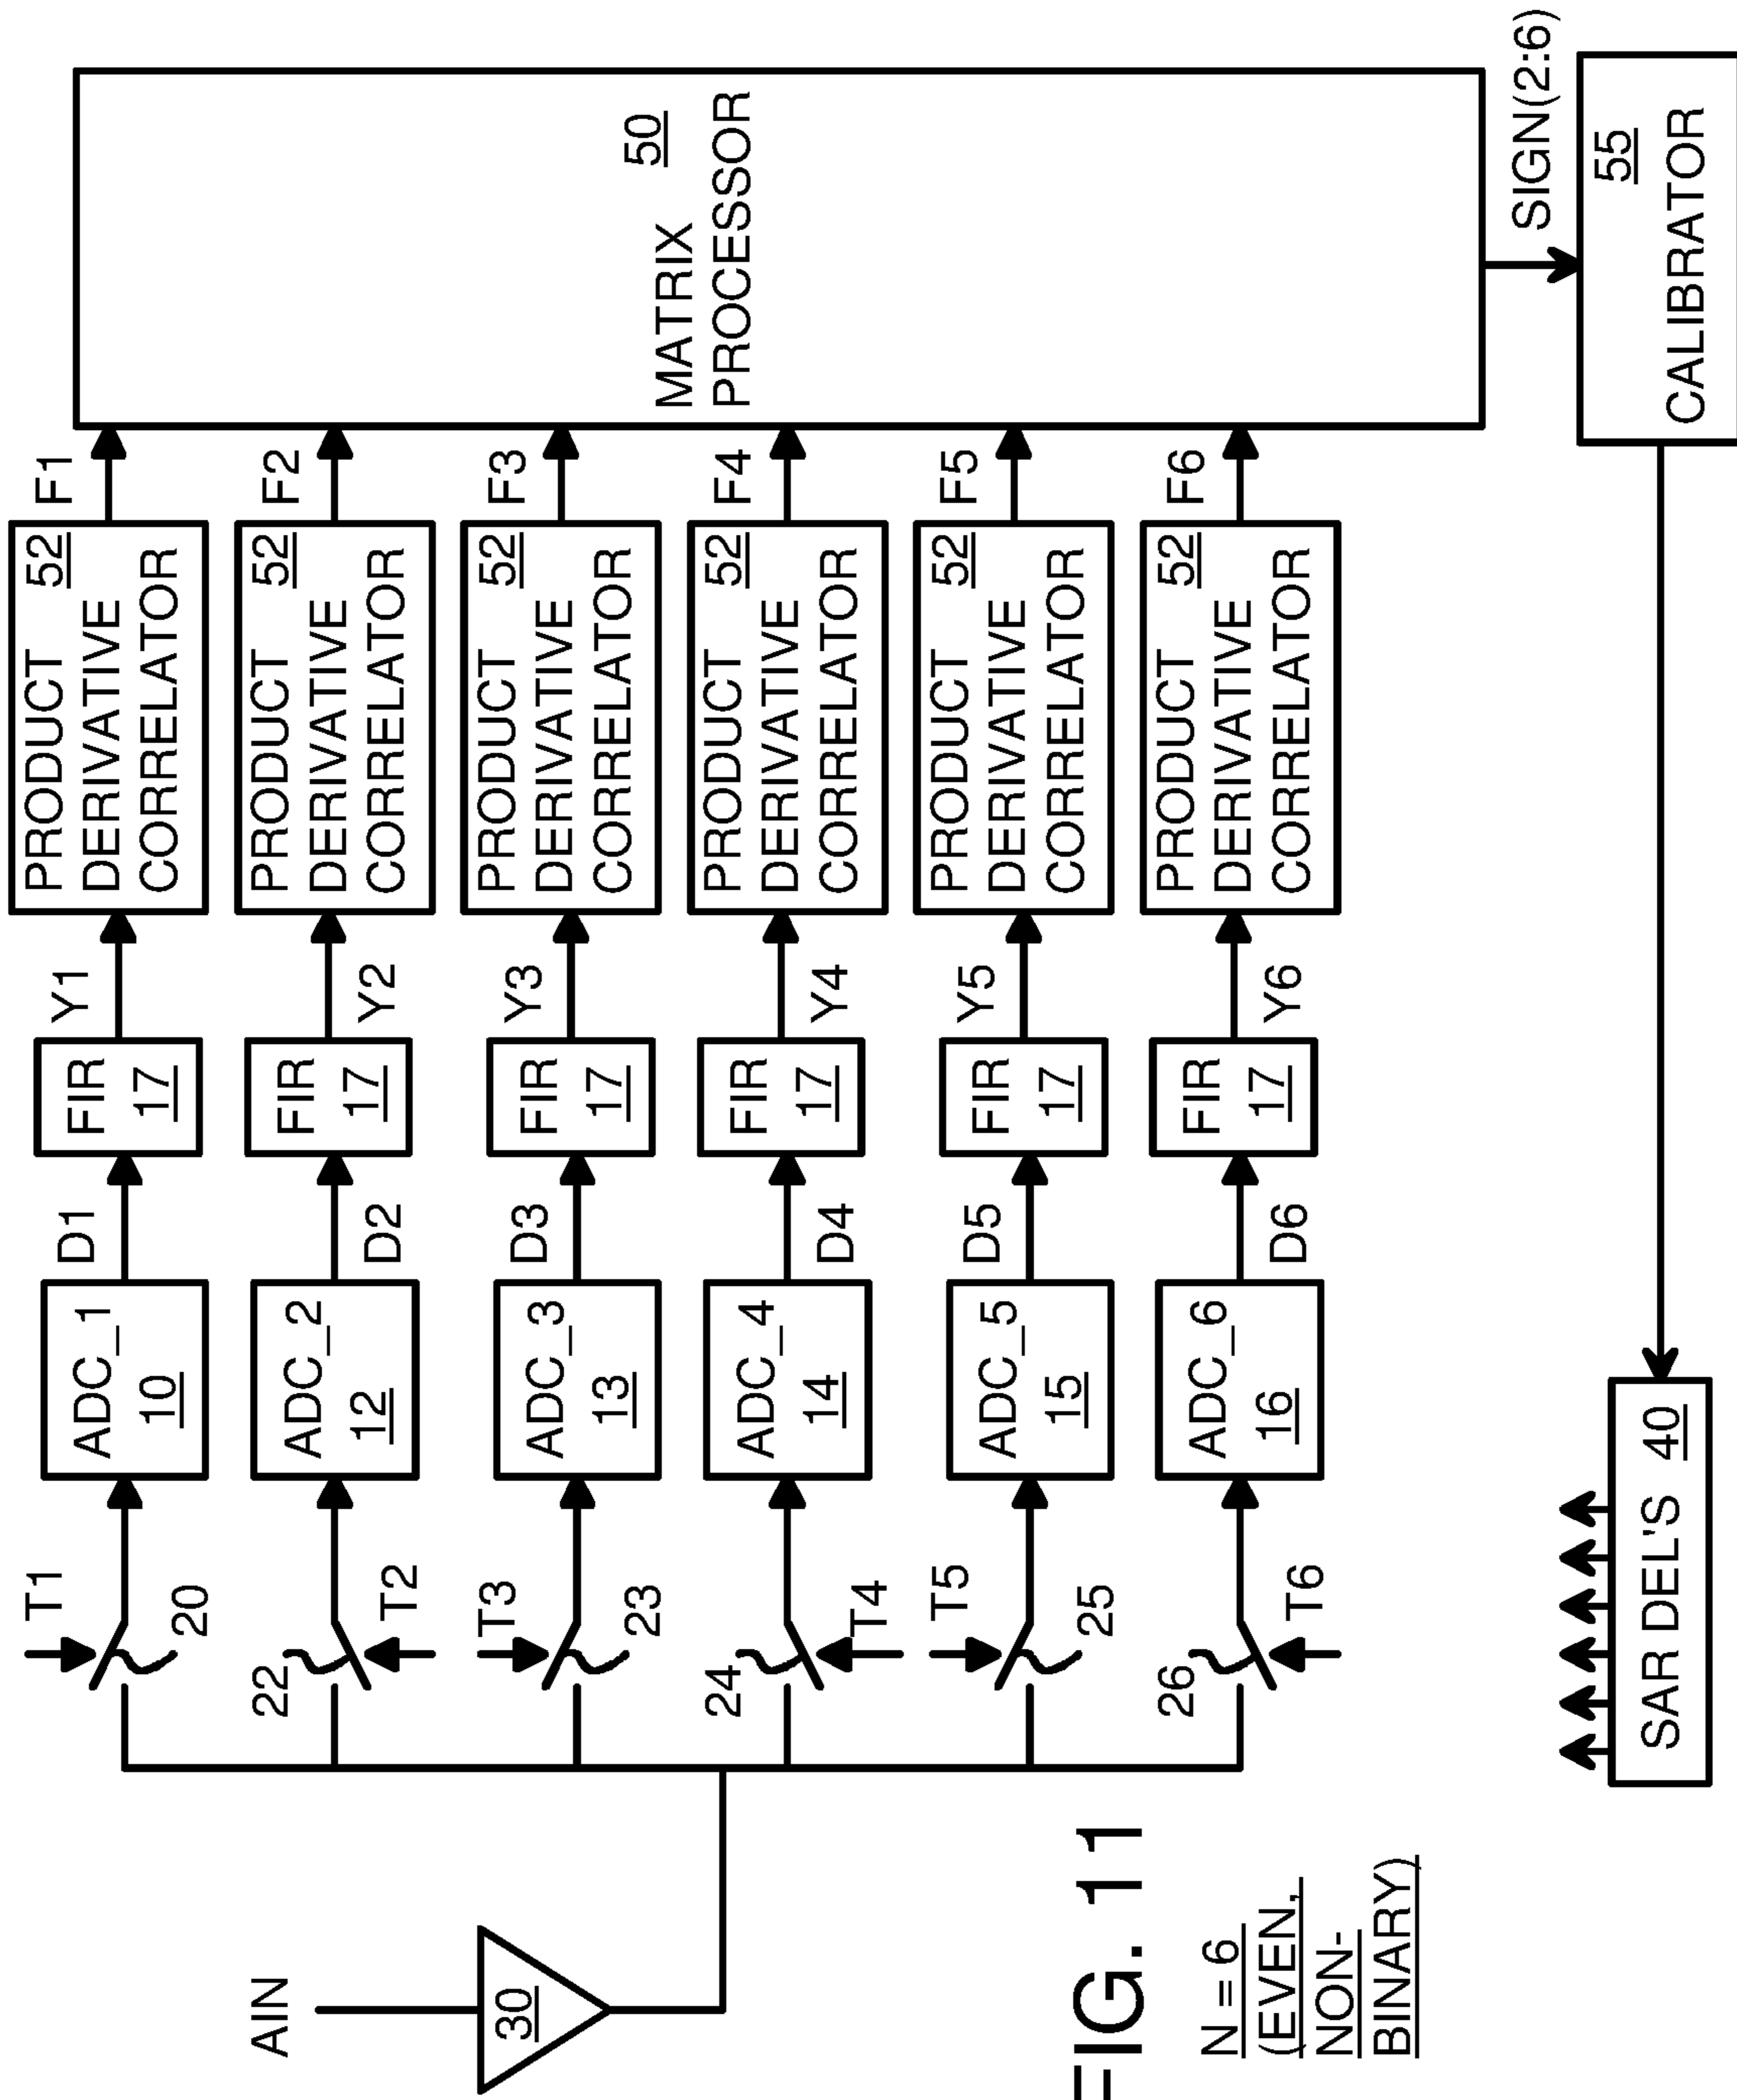 AIN
30
T1
20
ADC_1
10
D1
FIR
17
Y1
PRODUCT
52
DERIVATIVE
CORRELATOR
F1
22
T2
ADC_2
12
D2
FIR
17
Y2
PRODUCT
52
DERIVATIVE
CORRELATOR
F2
T3
23
ADC_3
13
D3
FIR
17
Y3
PRODUCT
52
DERIVATIVE
CORRELATOR
F3
24
T4
ADC_4
14
D4
FIR
17
Y4
PRODUCT
52
DERIVATIVE
CORRELATOR
F4
T5
25
ADC_5
15
D5
FIR
17
Y5
PRODUCT
52
DERIVATIVE
CORRELATOR
F5
26
T6
ADC_6
16
D6
FIR
17
Y6
PRODUCT
52
DERIVATIVE
CORRELATOR
F6
MATRIX
PROCESSOR
50
SIGN(2:6)
55
CALIBRATOR
SAR DEL'S 40
FIG. 11
N = 6
(EVEN,
NON-
BINARY)